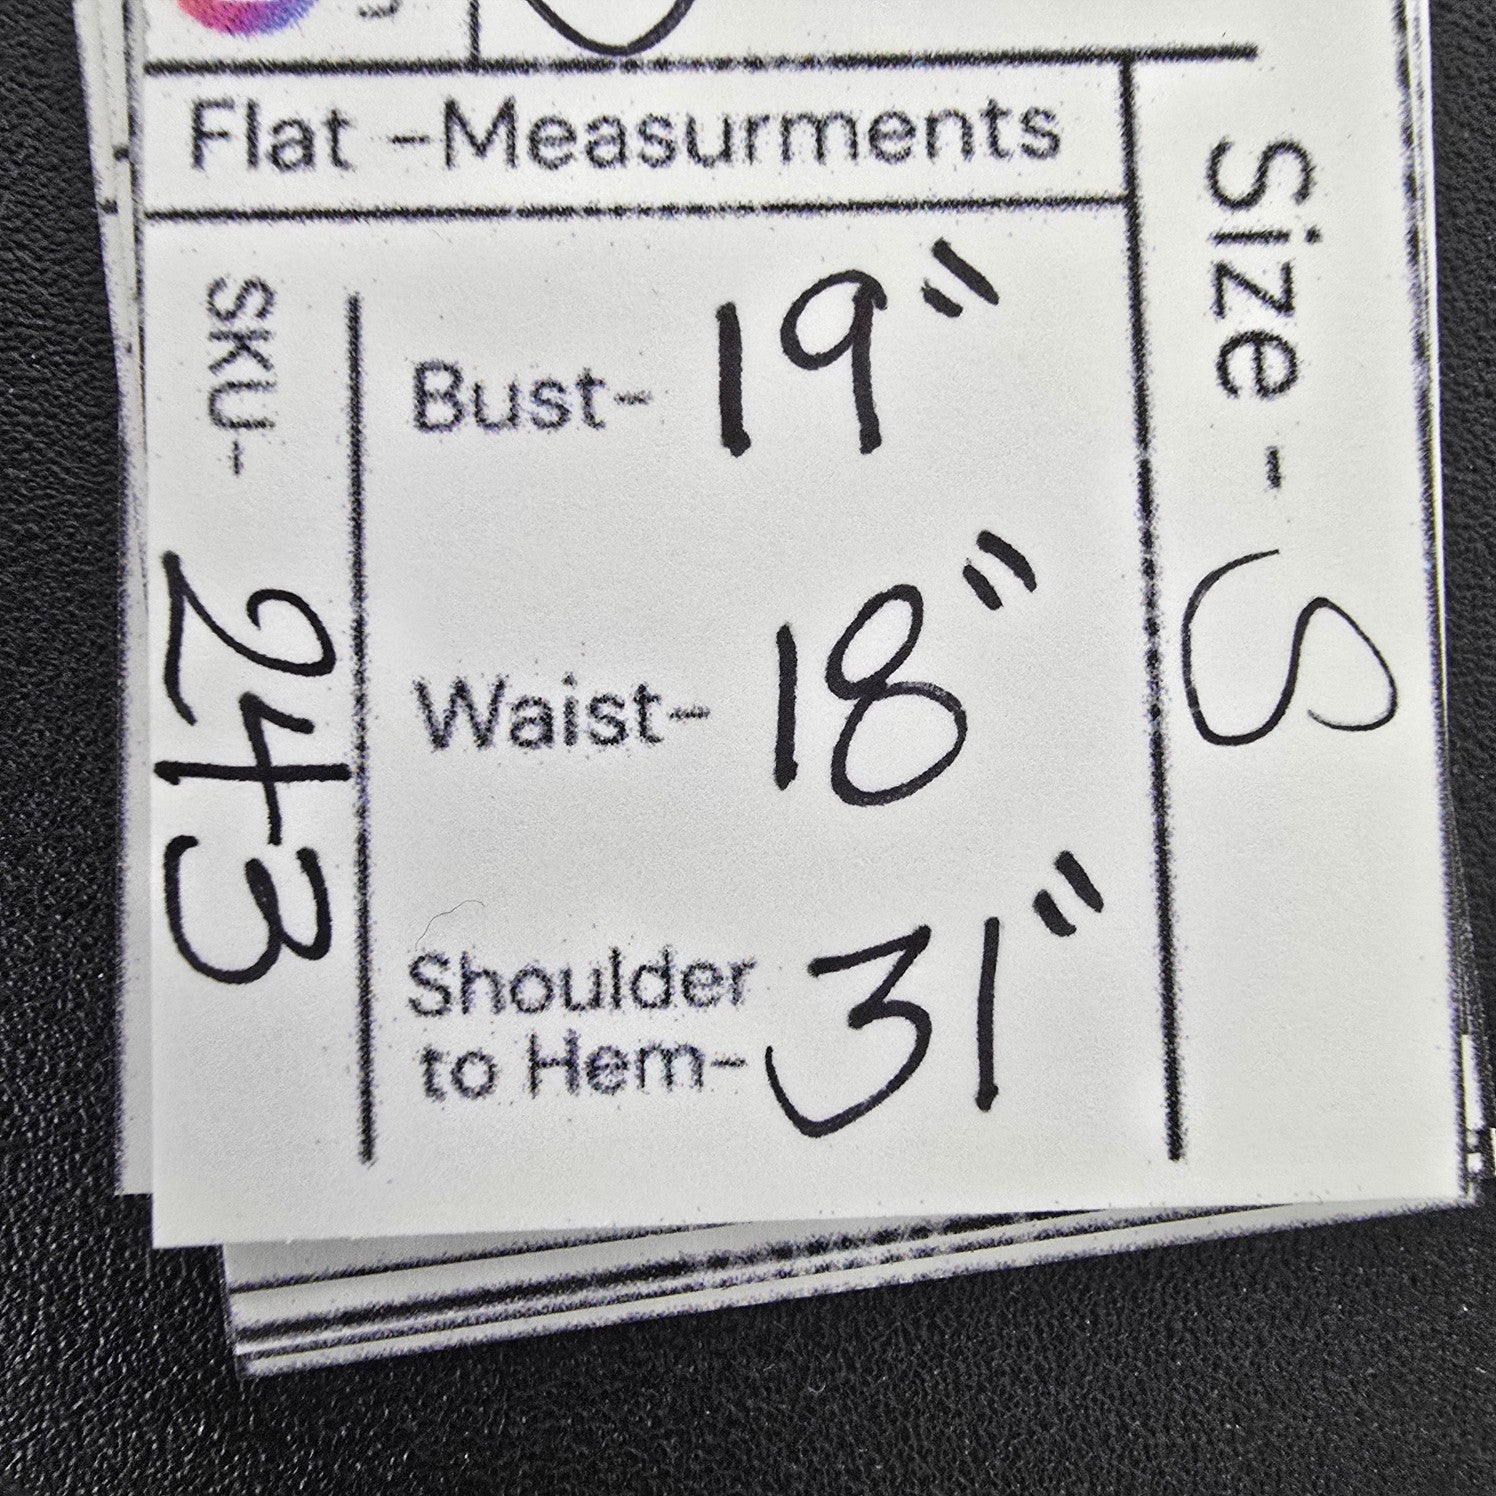 Flat -Measurments
SKU- 243
Bust- 19"
Waist- 18"
Shoulder
to Hem- 31"
Size - S